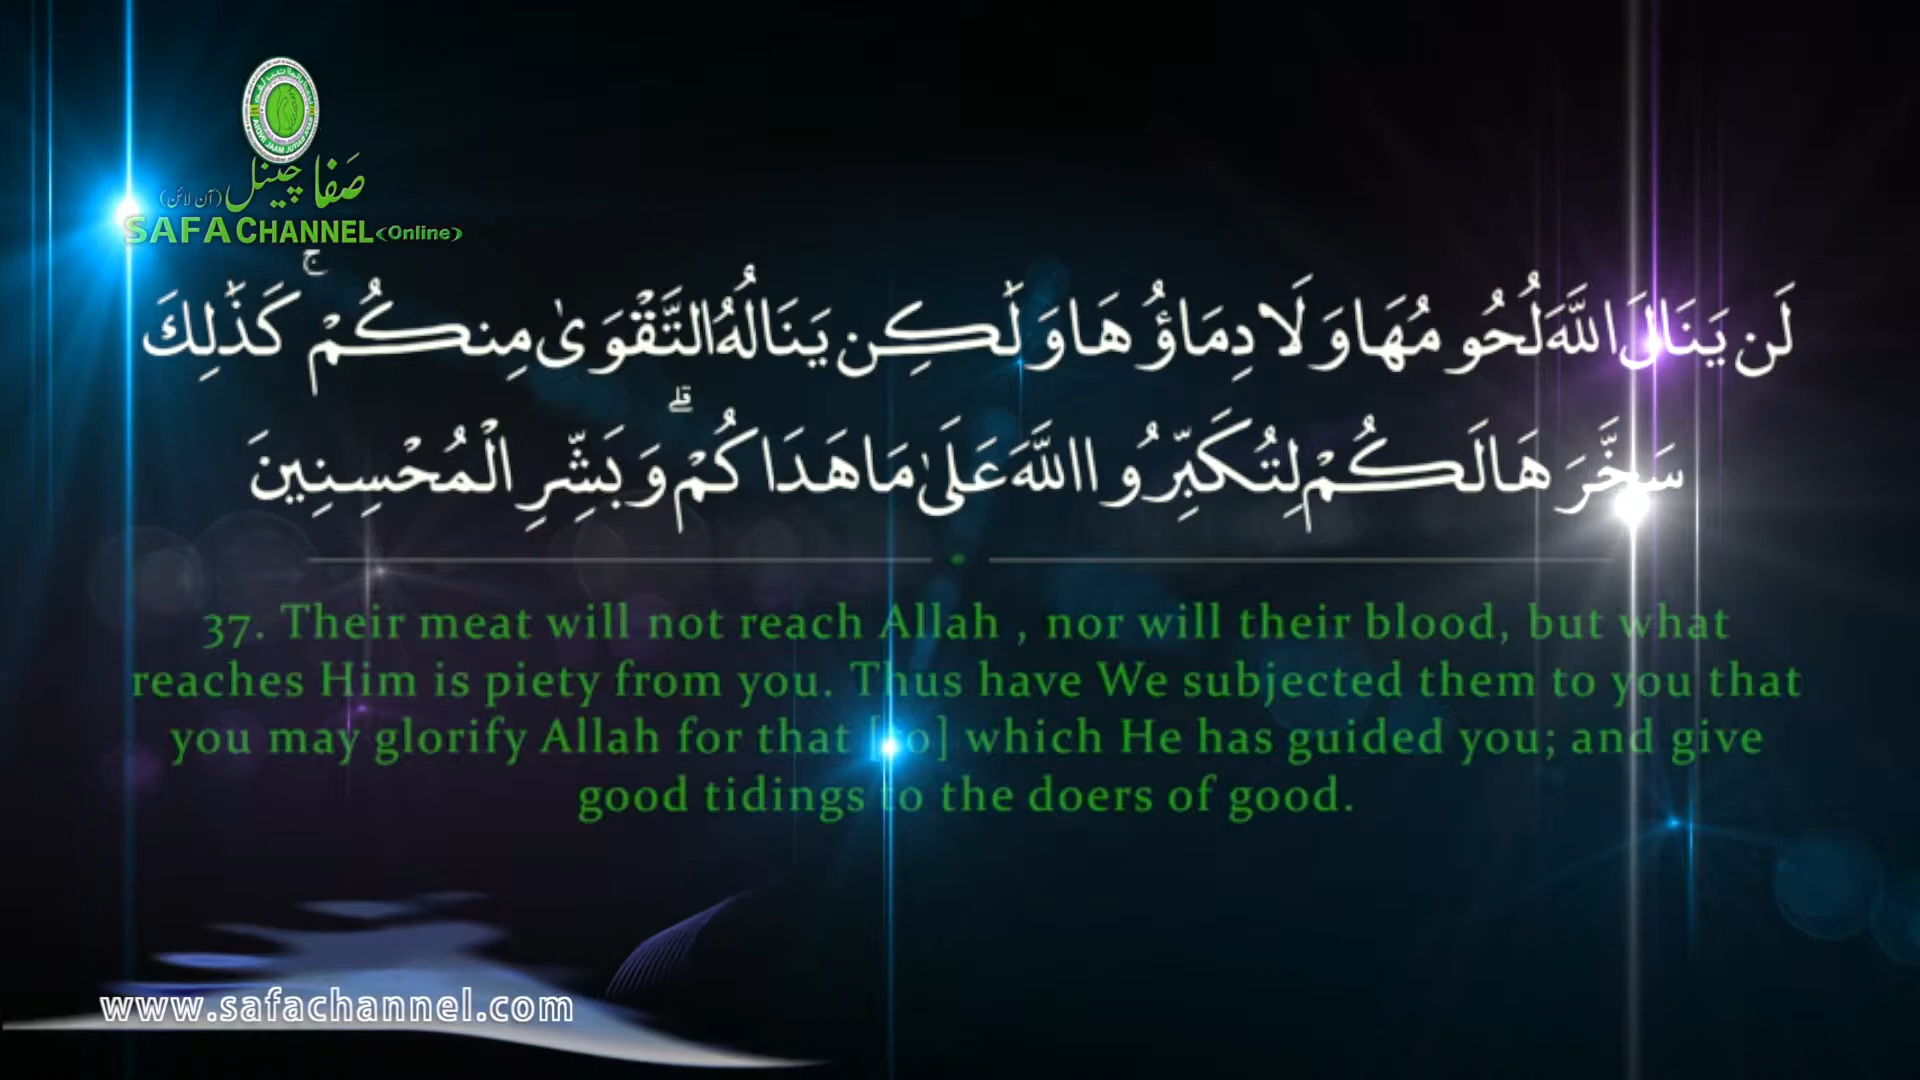 صفا چینل (آن لائن)
SAFA CHANNEL (Online)
لَن يَنَالَ اللَّهَ لُحُومُهَا وَلَا دِمَاؤُهَا وَلَٰكِن يَنَالُهُ التَّقْوَىٰ مِنكُمْ ۚ كَذَٰلِكَ
سَخَّرَهَا لَكُمْ لِتُكَبِّرُوا اللَّهَ عَلَىٰ مَا هَدَاكُمْ ۗ وَبَشِّرِ الْمُحْسِنِينَ
37. Their meat will not reach Allah , nor will their blood, but what
reaches Him is piety from you. Thus have We subjected them to you that
you may glorify Allah for that [to] which He has guided you; and give
good tidings to the doers of good.
www.safachannel.com